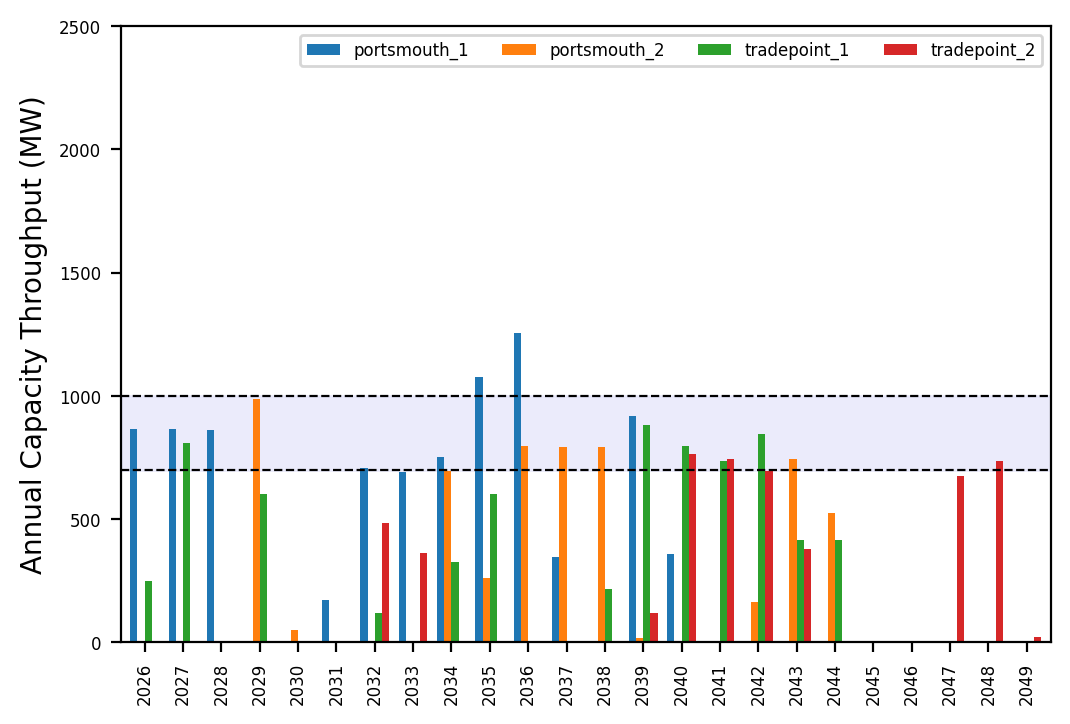 2500
portsmouth_1 portsmouth_2 tradepoint_1 tradepoint_2
2000
1500
1000
500
0
Annual Capacity Throughput (MW)
2026 2027 2028 2029 2030 2031 2032 2033 2034 2035 2036 2037 2038 2039 2040 2041 2042 2043 2044 2045 2046 2047 2048 2049